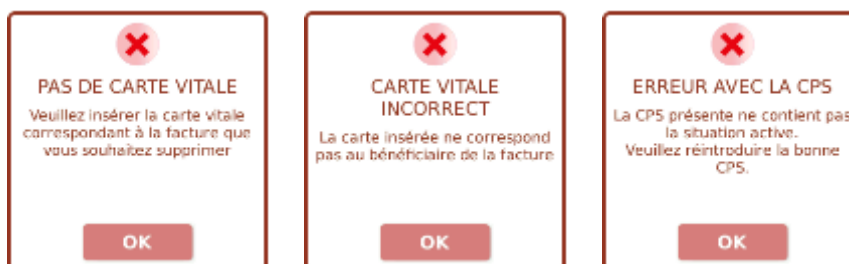 PAS DE CARTE VITALE
Veuillez insérer la carte vitale
correspondant à la facture que
vous souhaitez supprimer
OK
CARTE VITALE
INCORRECT
La carte insérée ne correspond
pas au bénéficiaire de la facture
OK
ERREUR AVEC LA CPS
La CPS présente ne contient pas
la situation active.
Veuillez réintroduire la bonne
CPS.
OK